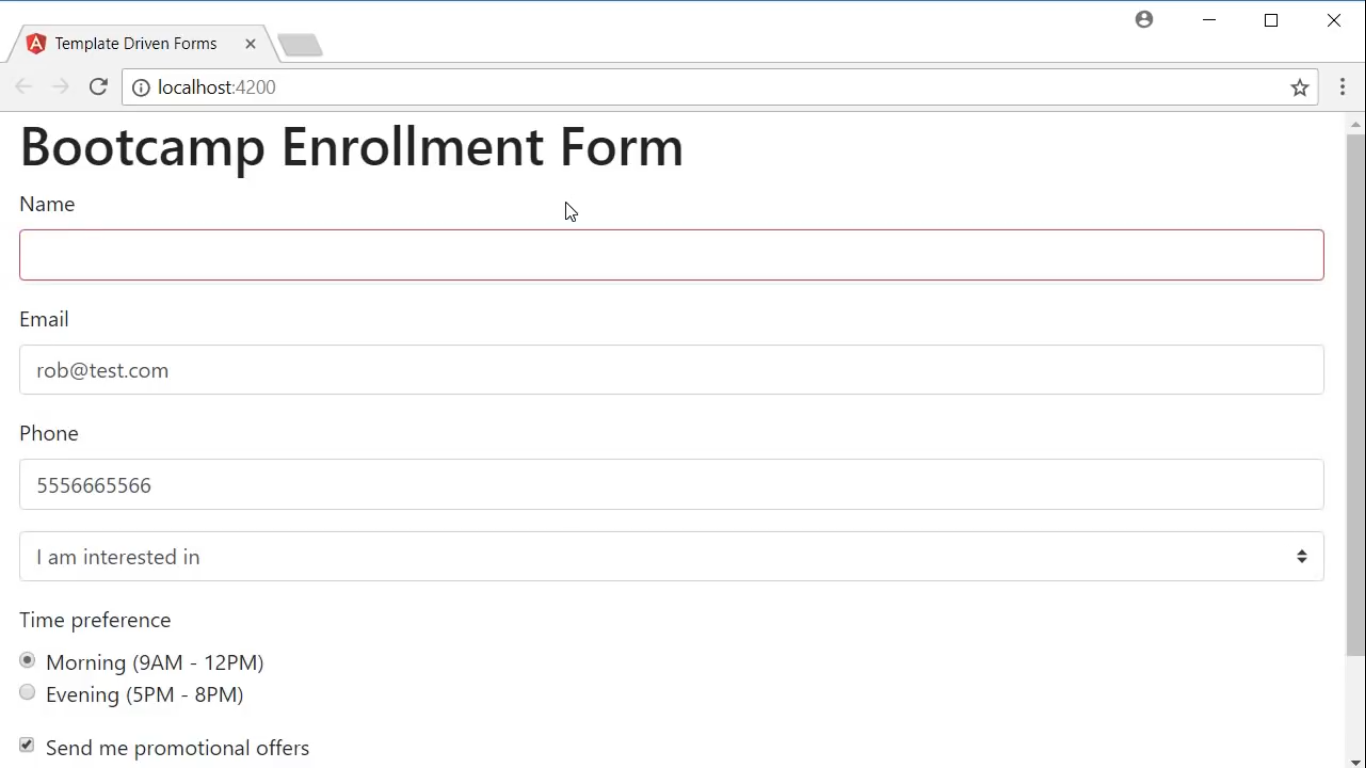 Template Driven Forms
localhost:4200
Bootcamp Enrollment Form
Name
Email
rob@test.com
Phone
5556665566
I am interested in
Time preference
Morning (9AM - 12PM)
Evening (5PM - 8PM)
Send me promotional offers